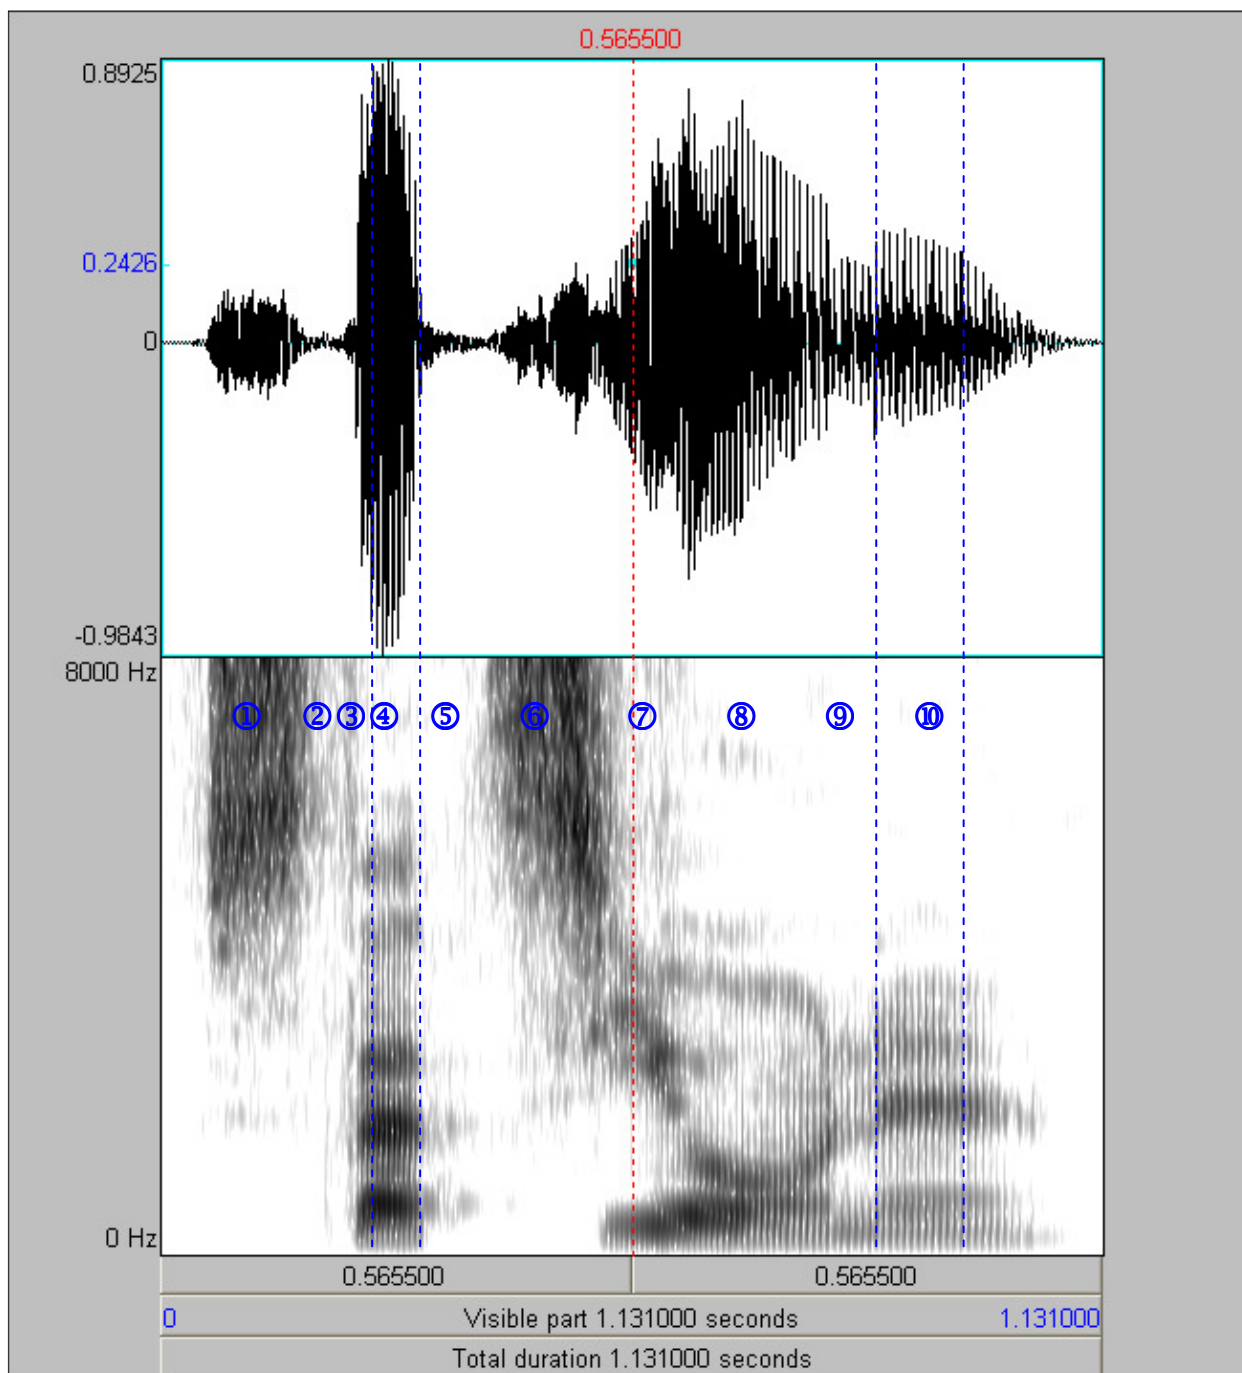 0.565500
0.8925
0.2426
0
-0.9843
8000 Hz
① ② ③ ④ ⑤ ⑥ ⑦ ⑧ ⑨ ⑩
0 Hz
0.565500 0.565500
0 Visible part 1.131000 seconds 1.131000
Total duration 1.131000 seconds